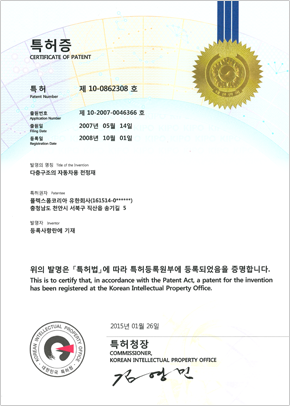 특허증
CERTIFICATE OF PATENT
특 허 제 10-0862308 호
Patent Number
출원번호 제 10-2007-0046366 호
Application Number
출원일 2007년 05월 14일
Filing Date
등록일 2008년 10월 01일
Registration Date
발명의 명칭 Title of the Invention
다층구조의 자동차용 천정재
특허권자 Patentee
플랙스폼코리아 유한회사(161514-0******)
충청남도 천안시 서북구 직산읍 송기길 5
발명자 Inventor
등록사항란에 기재
위의 발명은 「특허법」에 따라 특허등록원부에 등록되었음을 증명합니다.
This is to certify that, in accordance with the Patent Act, a patent for the invention
has been registered at the Korean Intellectual Property Office.
2015년 01월 26일
특허청장
COMMISSIONER,
KOREAN INTELLECTUAL PROPERTY OFFICE
김영민
KOREAN INTELLECTUAL PROPERTY OFFICE
대한민국 특허청